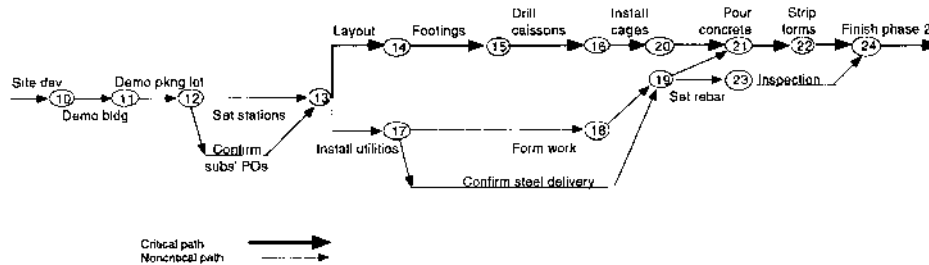 Layout
Footings
Drill
caissons
Install
cages
Pour
concrete
Strip
forms
Finish phase 2
14
15
16
20
21
22
24
Site dev
10
Demo bldg
11
Demo pkng lot
12
Set stations
13
Confirm
subs' POs
Install utilities
17
Form work
18
Confirm steel delivery
19
Set rebar
23
Inspection
Critical path
Noncritical path